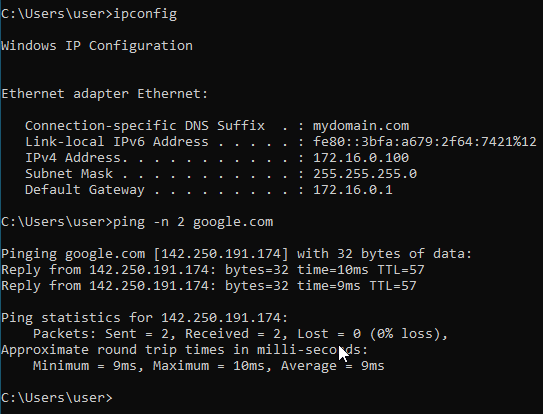 C:\Users\user>ipconfig
Windows IP Configuration
Ethernet adapter Ethernet:
   Connection-specific DNS Suffix  . : mydomain.com
   Link-local IPv6 Address . . . . . : fe80::3bfa:a679:2f64:7421%12
   IPv4 Address. . . . . . . . . . . : 172.16.0.100
   Subnet Mask . . . . . . . . . . . : 255.255.255.0
   Default Gateway . . . . . . . . . : 172.16.0.1
C:\Users\user>ping -n 2 google.com
Pinging google.com [142.250.191.174] with 32 bytes of data:
Reply from 142.250.191.174: bytes=32 time=10ms TTL=57
Reply from 142.250.191.174: bytes=32 time=9ms TTL=57
Ping statistics for 142.250.191.174:
    Packets: Sent = 2, Received = 2, Lost = 0 (0% loss),
Approximate round trip times in milli-seconds:
    Minimum = 9ms, Maximum = 10ms, Average = 9ms
C:\Users\user>